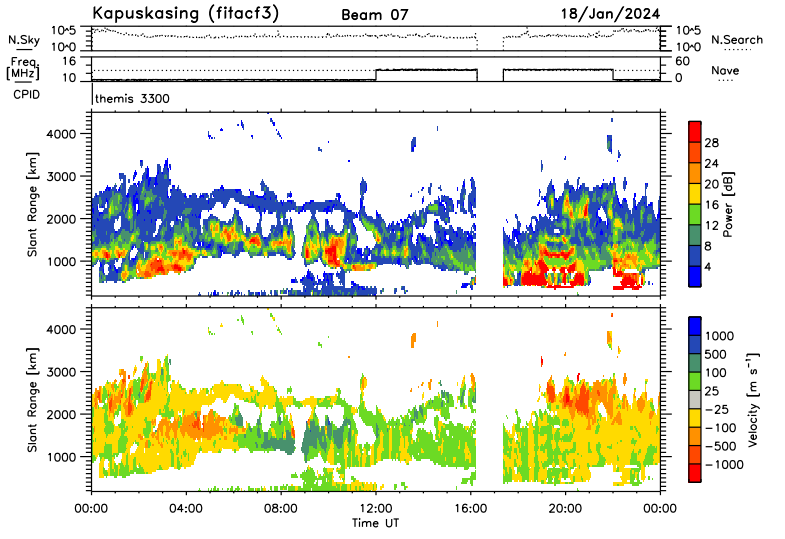 Kapuskasing (fitacf3) Beam 07 18/Jan/2024
N.Sky 10^5 10^0 10^5 10^0 N.Search
Freq. [MHz] 16 10 60 0 Nave
CPID themis 3300
Slant Range [km] 4000 3000 2000 1000
Power [dB] 28 24 20 16 12 8 4
Slant Range [km] 4000 3000 2000 1000
Velocity [m s⁻¹] 1000 500 100 25 −25 −100 −500 −1000
00:00 04:00 08:00 12:00 16:00 20:00 00:00
Time UT